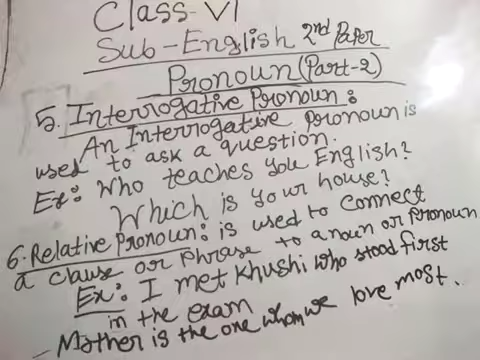 Class-VI
Sub-English 2nd Paper
Pronoun (Part-2)
5. Interrogative Pronoun:
An Interrogative pronoun is
used to ask a question.
Ex: Who teaches you English?
Which is your house?
6. Relative Pronoun: is used to connect
a clause or phrase to a noun or pronoun
Ex: I met Khushi who stood first
in the exam
- Mother is the one whom we love most.